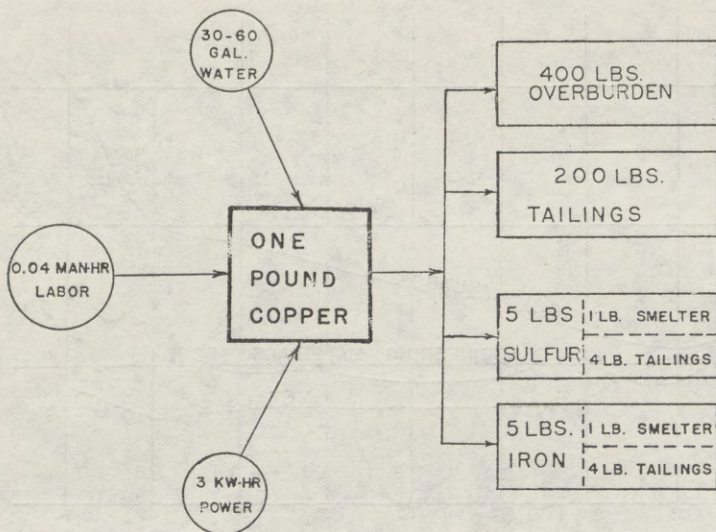 30-60
GAL.
WATER
0.04 MAN-HR
LABOR
3 KW-HR
POWER
ONE
POUND
COPPER
400 LBS.
OVERBURDEN
200 LBS.
TAILINGS
5 LBS
SULFUR
1 LB. SMELTER
4 LB. TAILINGS
5 LBS.
IRON
1 LB. SMELTER
4 LB. TAILINGS